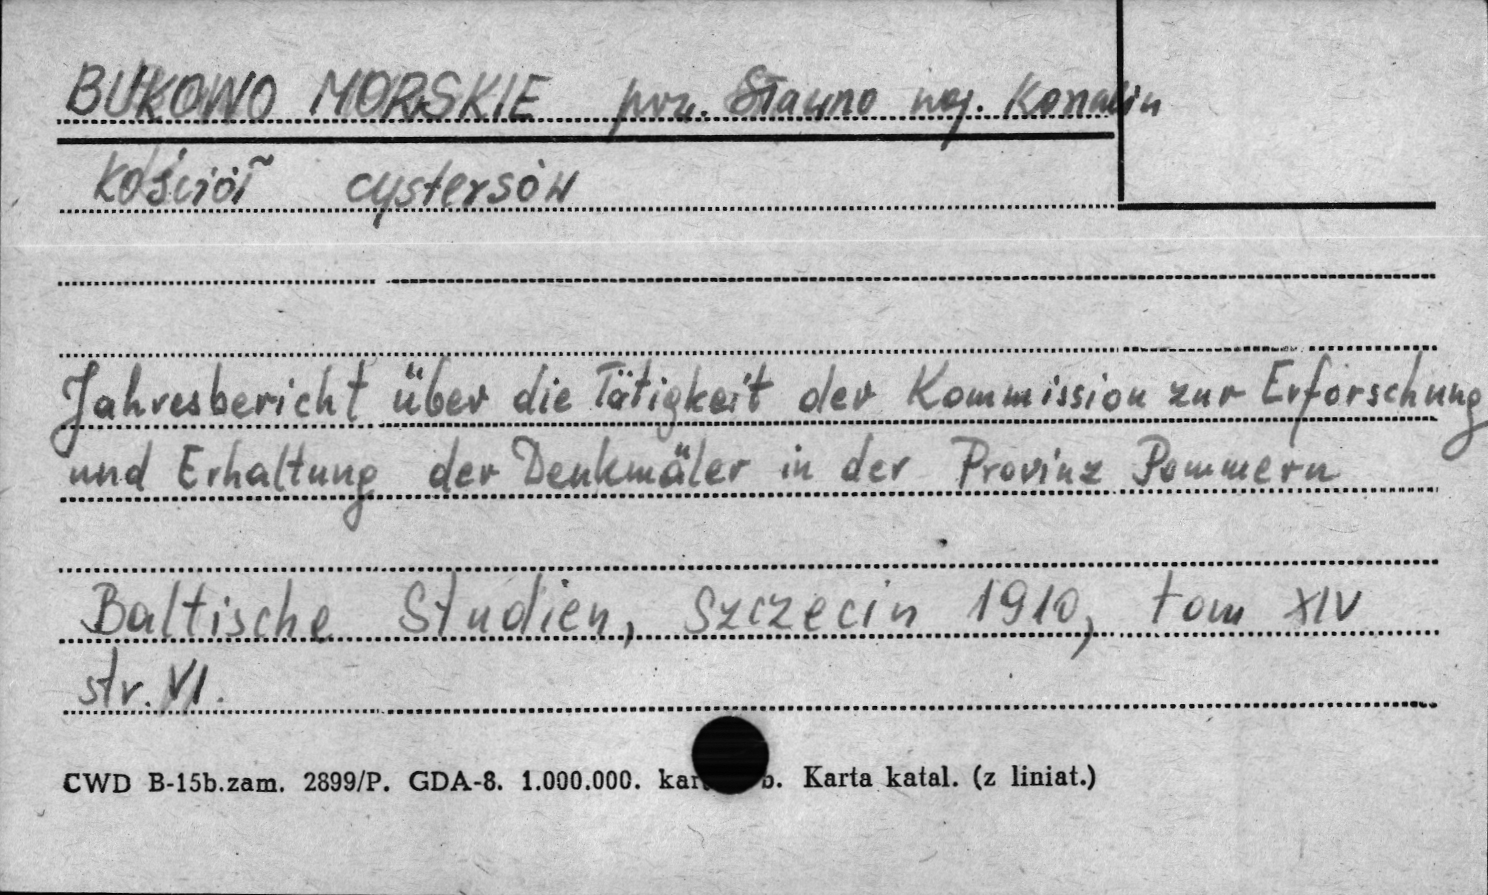 BUKOWO MORSKIE pow. Sławno woj. Koszalin
Kościół cystersów
Jahresbericht über die Tätigkeit der Kommission zur Erforschung
und Erhaltung der Denkmäler in der Provinz Pommern
Baltische Studien, Szczecin 1910, tom XIV
str. VI.
CWD B-15b.zam. 2899/P. GDA-8. 1.000.000. Karta katal. (z liniat.)